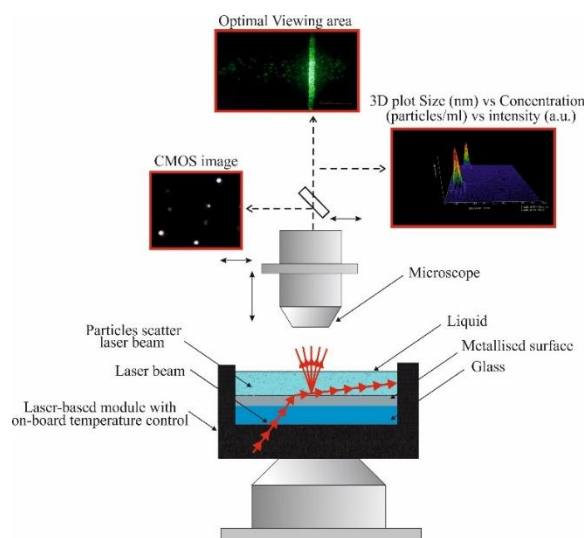 Optimal Viewing area
3D plot Size (nm) vs Concentration
(particles/ml) vs intensity (a.u.)
CMOS image
Microscope
Particles scatter
laser beam
Liquid
Metallised surface
Laser beam
Glass
Laser-based module with
on-board temperature control